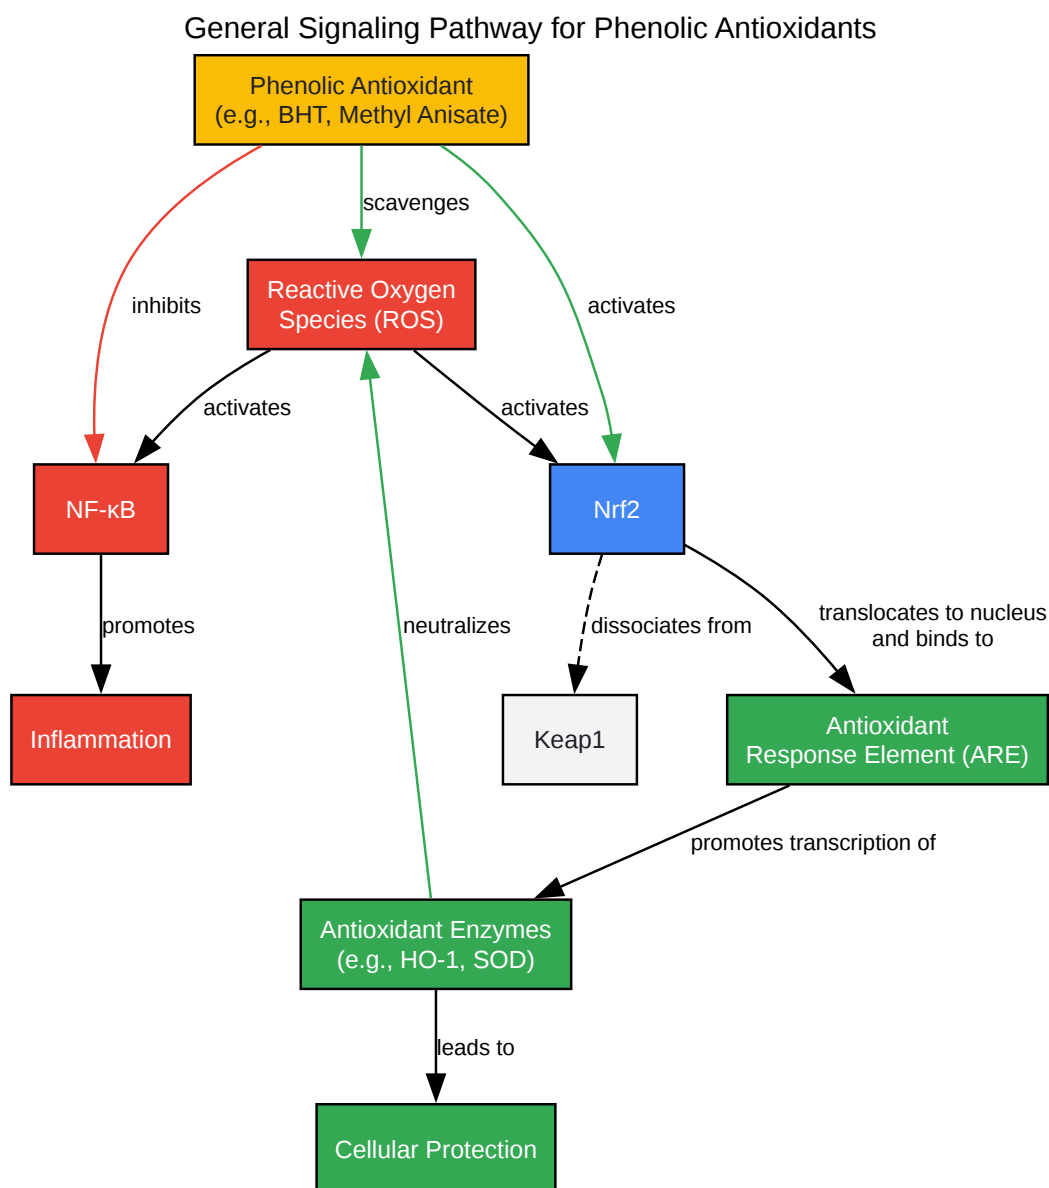 General Signaling Pathway for Phenolic Antioxidants
Phenolic Antioxidant
(e.g., BHT, Methyl Anisate)
scavenges
Reactive Oxygen
Species (ROS)
inhibits
activates
activates
activates
NF-κB
Nrf2
promotes
neutralizes
dissociates from
translocates to nucleus
and binds to
Inflammation
Keap1
Antioxidant
Response Element (ARE)
promotes transcription of
Antioxidant Enzymes
(e.g., HO-1, SOD)
leads to
Cellular Protection